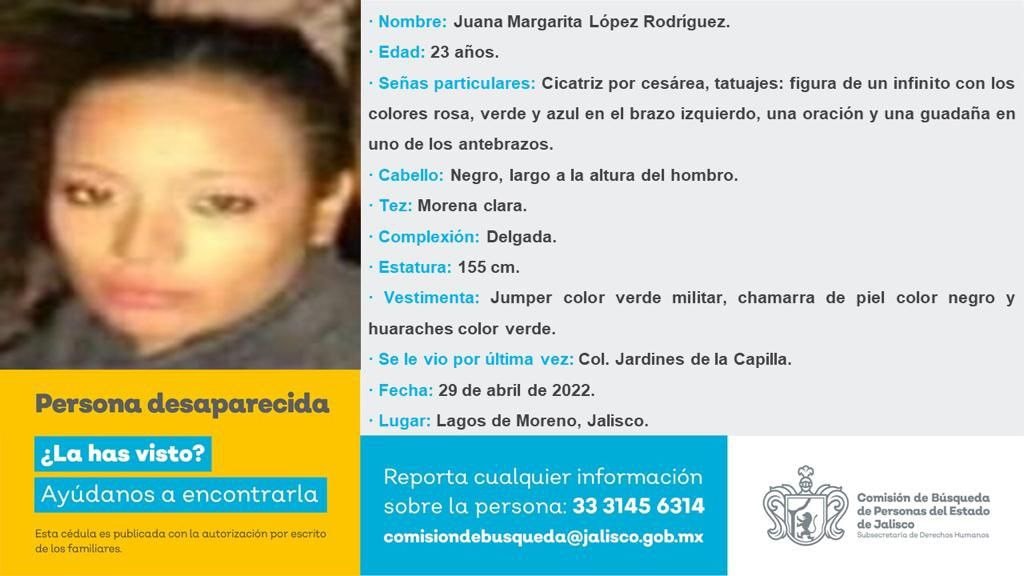 · Nombre: Juana Margarita López Rodríguez.
· Edad: 23 años.
· Señas particulares: Cicatriz por cesárea, tatuajes: figura de un infinito con los
colores rosa, verde y azul en el brazo izquierdo, una oración y una guadaña en
uno de los antebrazos.
· Cabello: Negro, largo a la altura del hombro.
· Tez: Morena clara.
· Complexión: Delgada.
· Estatura: 155 cm.
· Vestimenta: Jumper color verde militar, chamarra de piel color negro y
huaraches color verde.
· Se le vio por última vez: Col. Jardines de la Capilla.
· Fecha: 29 de abril de 2022.
· Lugar: Lagos de Moreno, Jalisco.
Persona desaparecida
¿La has visto?
Ayúdanos a encontrarla
Esta cédula es publicada con la autorización por escrito
de los familiares.
Reporta cualquier información
sobre la persona: 33 3145 6314
comisiondebusqueda@jalisco.gob.mx
Comisión de Búsqueda
de Personas del Estado
de Jalisco
Subsecretaría de Derechos Humanos